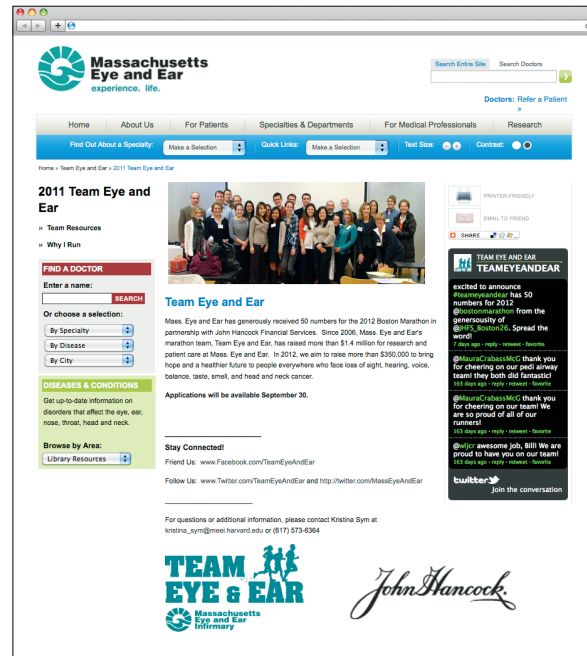 Massachusetts
Eye and Ear
experience. life.
Search Entire Site Search Doctors
Doctors: Refer a Patient
»
Home About Us For Patients Specialties & Departments For Medical Professionals Research
Find Out About a Specialty: Make a Selection Quick Links: Make a Selection Text Size: Contrast:
Home » Team Eye and Ear » 2011 Team Eye and Ear
2011 Team Eye and
Ear
» Team Resources
» Why I Run
FIND A DOCTOR
Enter a name:
SEARCH
Or choose a selection:
By Specialty
By Disease
By City
DISEASES & CONDITIONS
Get up-to-date information on
disorders that affect the eye, ear,
nose, throat, head and neck.
Browse by Area:
Library Resources
Team Eye and Ear
Mass. Eye and Ear has generously received 50 numbers for the 2012 Boston Marathon in
partnership with John Hancock Financial Services. Since 2006, Mass. Eye and Ear's
marathon team, Team Eye and Ear, has raised more than $1.4 million for research and
patient care at Mass. Eye and Ear. In 2012, we aim to raise more than $350,000 to bring
hope and a healthier future to people everywhere who face loss of sight, hearing, voice,
balance, taste, smell, and head and neck cancer.
Applications will be available September 30.
Stay Connected!
Friend Us: www.Facebook.com/TeamEyeAndEar
Follow Us: www.Twitter.com/TeamEyeAndEar and http://twitter.com/MassEyeAndEar
For questions or additional information, please contact Kristina Sym at
kristina_sym@meei.harvard.edu or (617) 573-6364
TEAM
EYE & EAR
Massachusetts
Eye and Ear
Infirmary
John Hancock.
PRINTER-FRIENDLY
EMAIL TO FRIEND
SHARE
TEAM EYE AND EAR
TEAMEYEANDEAR
excited to announce
#teameyeandear has 50
numbers for 2012
@bostonmarathon from the
genersousity of
@JHFS_Boston26. Spread the
word!
7 days ago · reply · retweet · favorite
@MauraCrabassMcG thank you
for cheering on our pedi airway
team! they both did fantastic!
163 days ago · reply · retweet · favorite
@MauraCrabassMcG thank you
for cheering on our team! We
are so proud of all of our
runners!
163 days ago · reply · retweet · favorite
@wljcr awesome job, Bill! We are
proud to have you on our team!
163 days ago · reply · retweet · favorite
twitter
Join the conversation